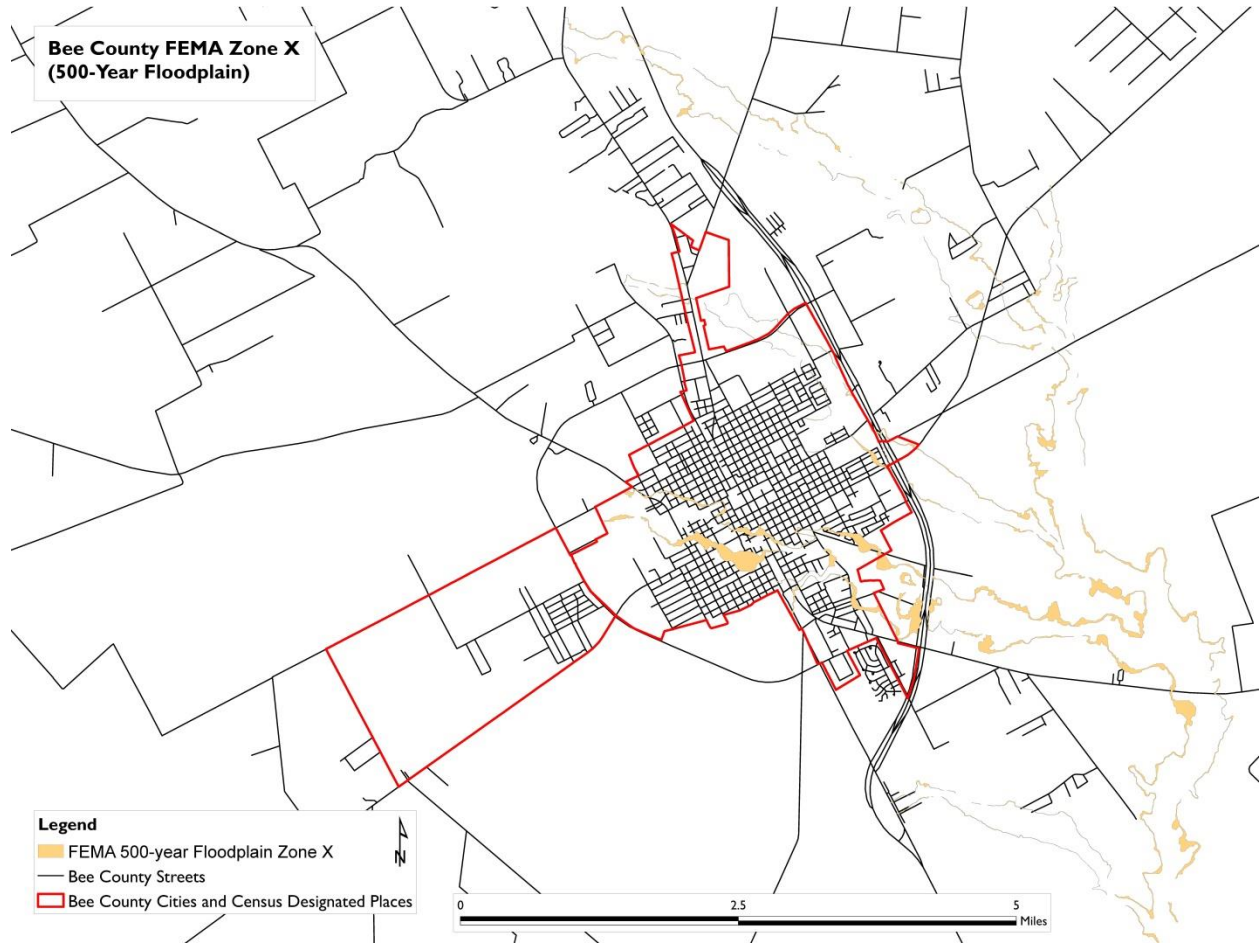 Bee County FEMA Zone X
(500-Year Floodplain)
Legend
FEMA 500-year Floodplain Zone X
Bee County Streets
Bee County Cities and Census Designated Places
N
0 2.5 5
Miles